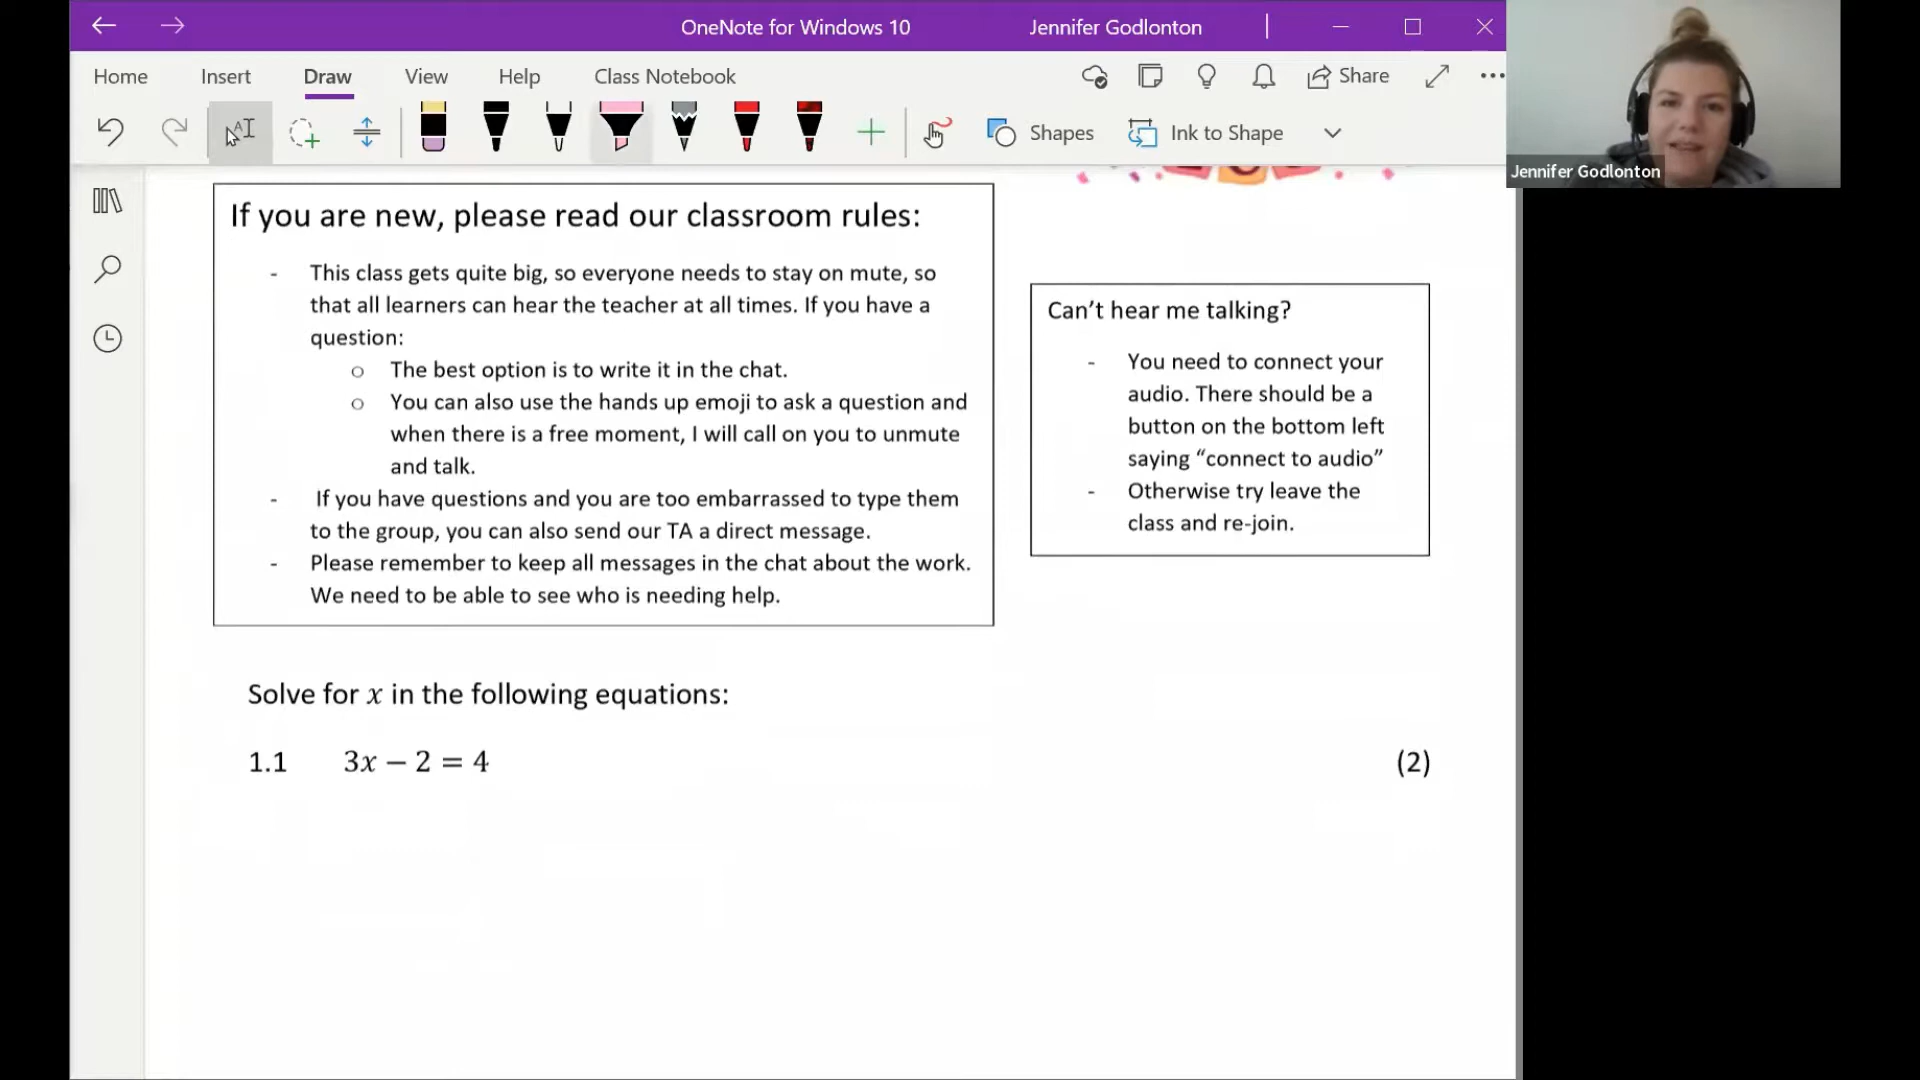 OneNote for Windows 10
Jennifer Godlonton
Home Insert Draw View Help Class Notebook
Share
Shapes
Ink to Shape
Jennifer Godlonton
If you are new, please read our classroom rules:
- This class gets quite big, so everyone needs to stay on mute, so
that all learners can hear the teacher at all times. If you have a
question:
o The best option is to write it in the chat.
o You can also use the hands up emoji to ask a question and
when there is a free moment, I will call on you to unmute
and talk.
- If you have questions and you are too embarrassed to type them
to the group, you can also send our TA a direct message.
- Please remember to keep all messages in the chat about the work.
We need to be able to see who is needing help.
Can’t hear me talking?
- You need to connect your
audio. There should be a
button on the bottom left
saying “connect to audio”
- Otherwise try leave the
class and re-join.
Solve for x in the following equations:
1.1 3x − 2 = 4 (2)